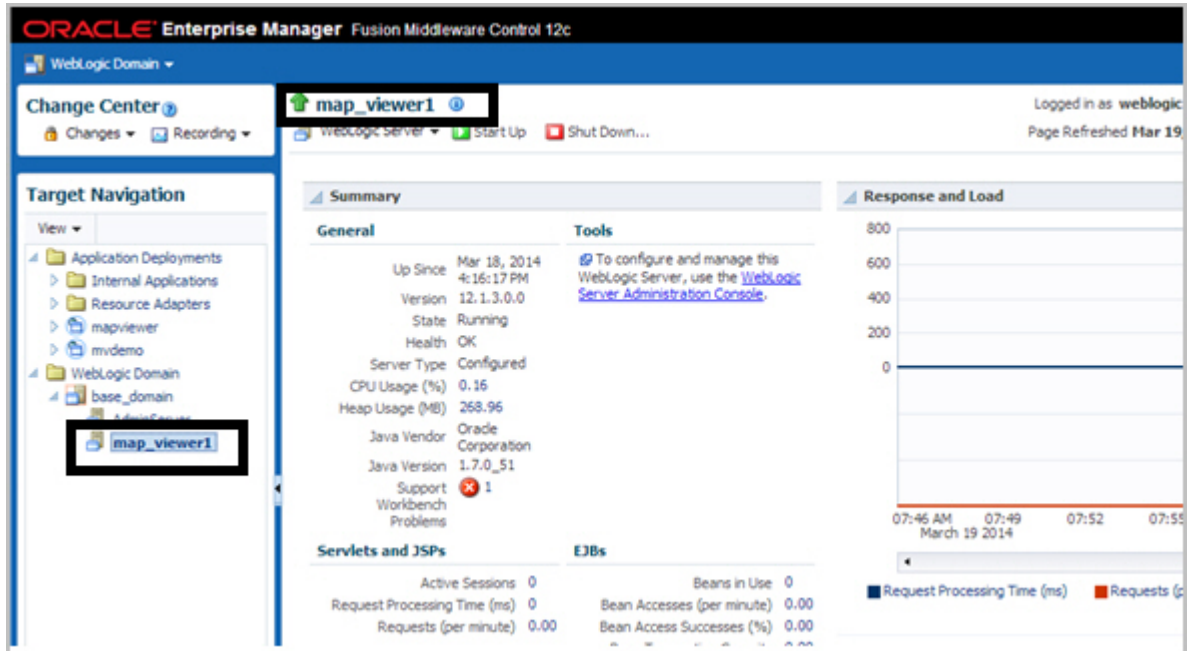 ORACLE Enterprise Manager Fusion Middleware Control 12c
WebLogic Domain
Change Center
Changes Recording
map_viewer1
Logged in as weblogic
WebLogic Server Start Up Shut Down...
Page Refreshed Mar 19,
Target Navigation
View
Application Deployments
Internal Applications
Resource Adapters
mapviewer
mvdemo
WebLogic Domain
base_domain
AdminServer
map_viewer1
Summary
General
Up Since Mar 18, 2014
4:16:17 PM
Version 12.1.3.0.0
State Running
Health OK
Server Type Configured
CPU Usage (%) 0.16
Heap Usage (MB) 268.96
Java Vendor Oracle
Corporation
Java Version 1.7.0_51
Support
Workbench
Problems 1
Tools
To configure and manage this
WebLogic Server, use the WebLogic
Server Administration Console.
Servlets and JSPs
Active Sessions 0
Request Processing Time (ms) 0
Requests (per minute) 0.00
EJBs
Beans in Use 0
Bean Accesses (per minute) 0.00
Bean Access Successes (%) 0.00
Response and Load
800
600
400
200
0
07:46 AM 07:49 07:52 07:55
March 19 2014
Request Processing Time (ms) Requests (p